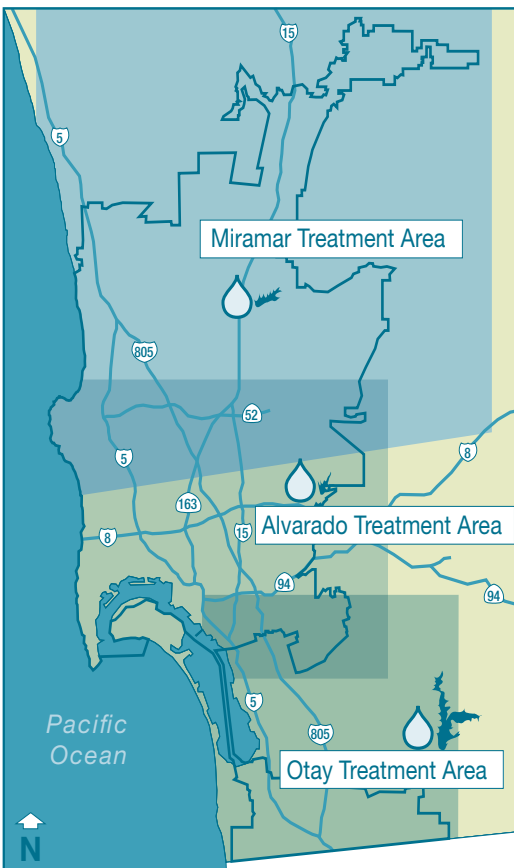 15
5
Miramar Treatment Area
805
52
5
8
163
8
15
Alvarado Treatment Area
94
94
5
805
Pacific
Ocean
Otay Treatment Area
N